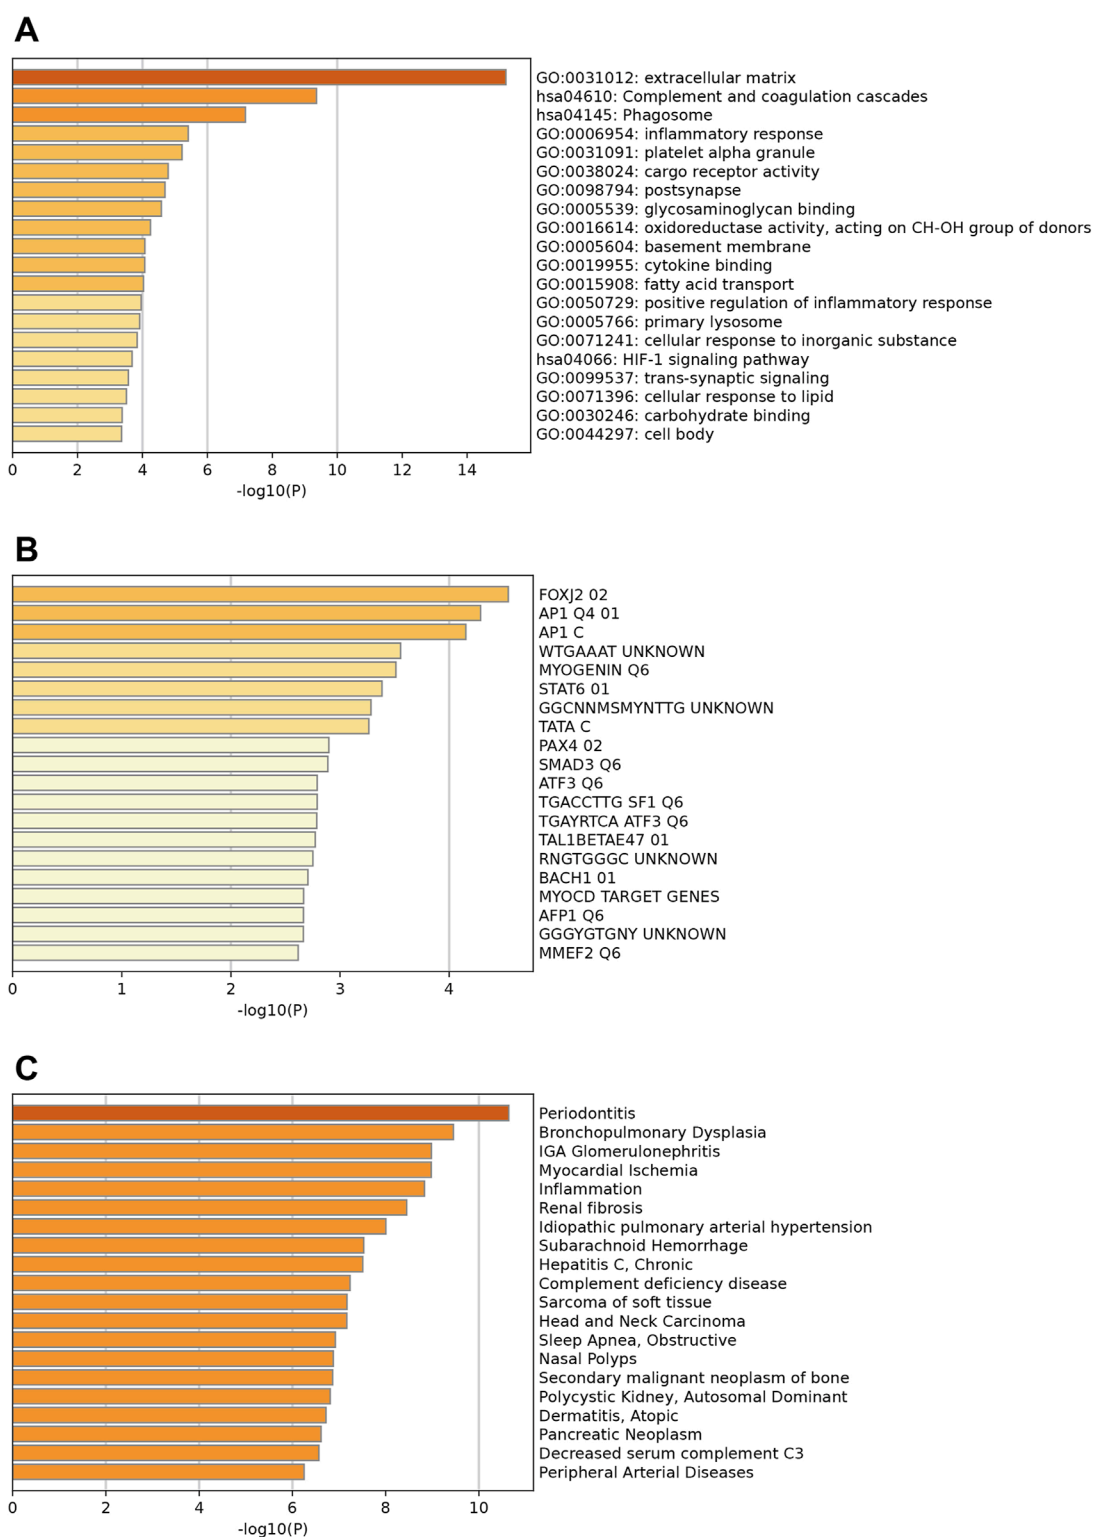 A
GO:0031012: extracellular matrix
hsa04610: Complement and coagulation cascades
hsa04145: Phagosome
GO:0006954: inflammatory response
GO:0031091: platelet alpha granule
GO:0038024: cargo receptor activity
GO:0098794: postsynapse
GO:0005539: glycosaminoglycan binding
GO:0016614: oxidoreductase activity, acting on CH-OH group of donors
GO:0005604: basement membrane
GO:0019955: cytokine binding
GO:0015908: fatty acid transport
GO:0050729: positive regulation of inflammatory response
GO:0005766: primary lysosome
GO:0071241: cellular response to inorganic substance
hsa04066: HIF-1 signaling pathway
GO:0099537: trans-synaptic signaling
GO:0071396: cellular response to lipid
GO:0030246: carbohydrate binding
GO:0044297: cell body
0 2 4 6 8 10 12 14
-log10(P)
B
FOXJ2 02
AP1 Q4 01
AP1 C
WTGAAAT UNKNOWN
MYOGENIN Q6
STAT6 01
GGCNNMSMYNTTG UNKNOWN
TATA C
PAX4 02
SMAD3 Q6
ATF3 Q6
TGACCTTG SF1 Q6
TGAYRTCA ATF3 Q6
TAL1BETAE47 01
RNGTGGGC UNKNOWN
BACH1 01
MYOCD TARGET GENES
AFP1 Q6
GGGYGTGNY UNKNOWN
MMEF2 Q6
0 1 2 3 4
-log10(P)
C
Periodontitis
Bronchopulmonary Dysplasia
IGA Glomerulonephritis
Myocardial Ischemia
Inflammation
Renal fibrosis
Idiopathic pulmonary arterial hypertension
Subarachnoid Hemorrhage
Hepatitis C, Chronic
Complement deficiency disease
Sarcoma of soft tissue
Head and Neck Carcinoma
Sleep Apnea, Obstructive
Nasal Polyps
Secondary malignant neoplasm of bone
Polycystic Kidney, Autosomal Dominant
Dermatitis, Atopic
Pancreatic Neoplasm
Decreased serum complement C3
Peripheral Arterial Diseases
0 2 4 6 8 10
-log10(P)